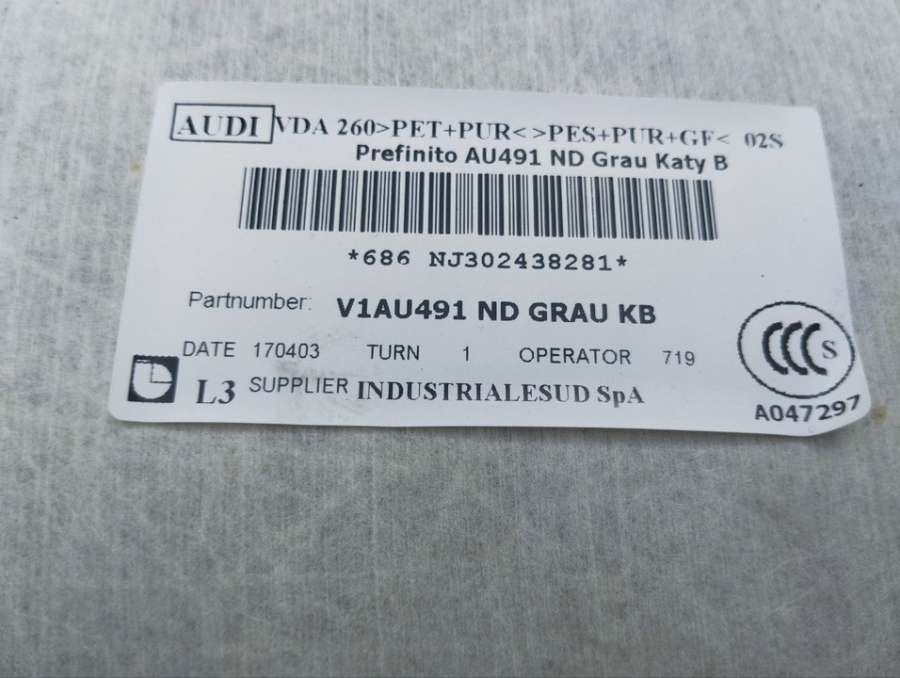 AUDI VDA 260>PET+PUR< >PES+PUR+GF< 02S
Prefinito AU491 ND Grau Katy B
*686 NJ302438281*
Partnumber: V1AU491 ND GRAU KB
DATE 170403 TURN 1 OPERATOR 719
L3 SUPPLIER INDUSTRIALESUD SpA
CCC S
A047297